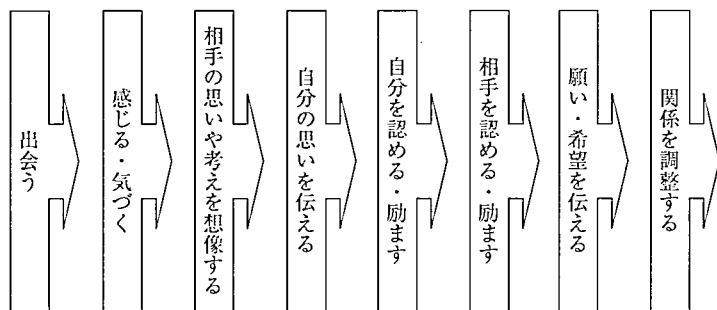 出会う
感じる・気づく
相手の思いや考えを想像する
自分の思いを伝える
自分を認める・励ます
相手を認める・励ます
願い・希望を伝える
関係を調整する